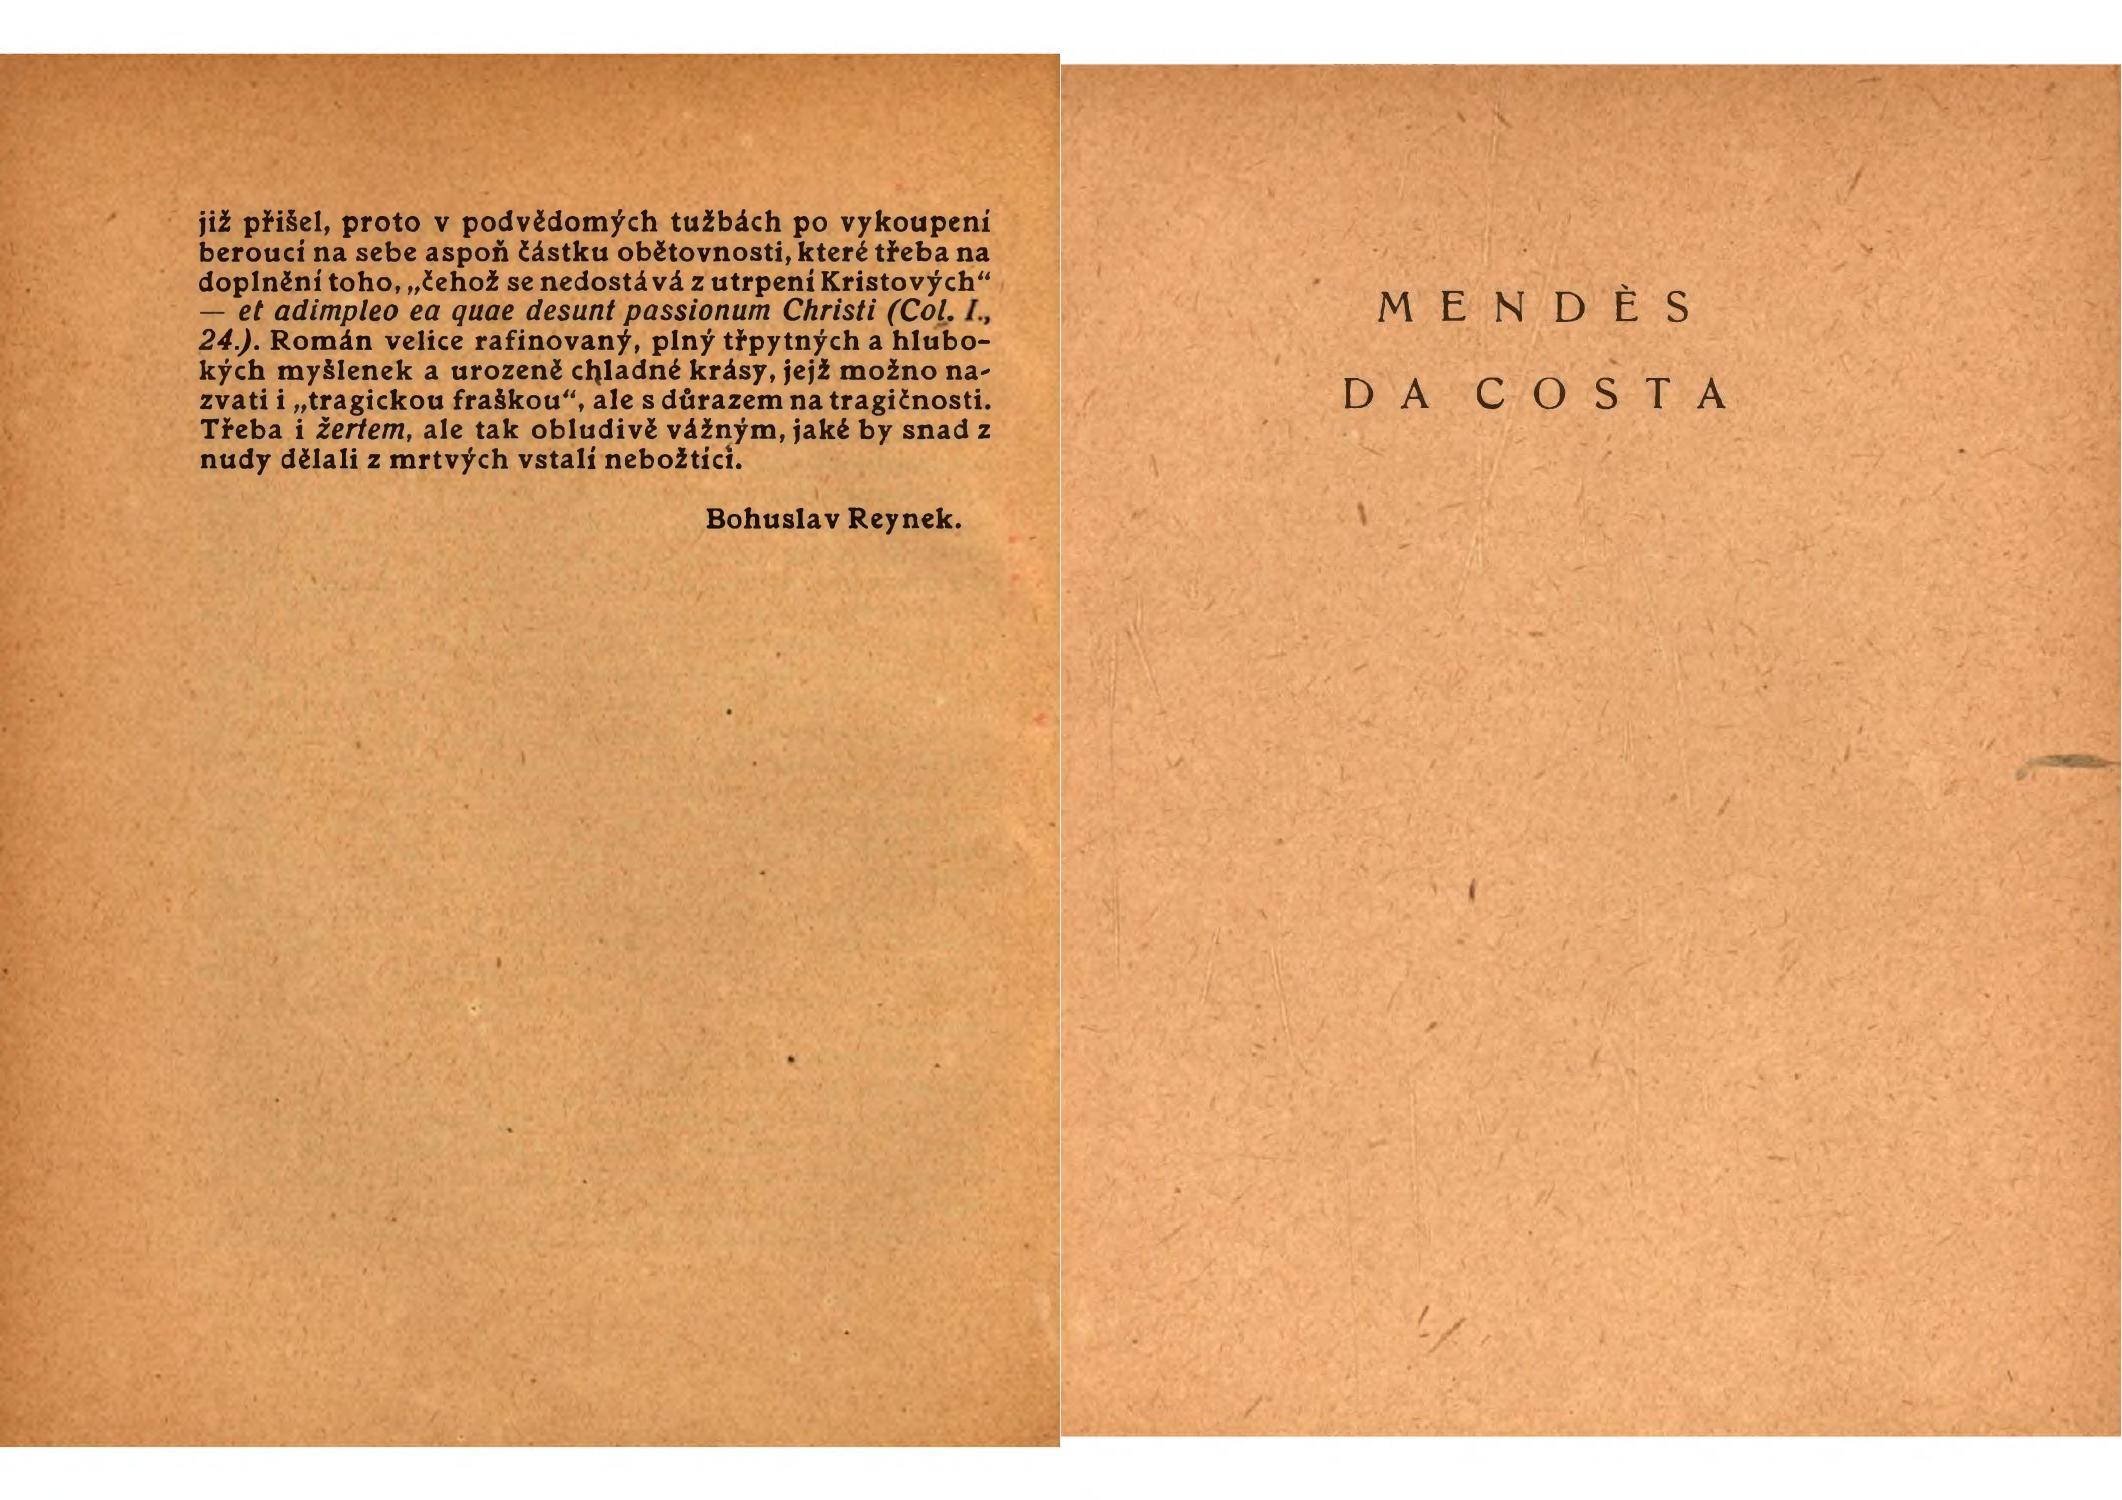 již přišel, proto v podvědomých tužbách po vykoupení
beroucí na sebe aspoň částku obětovnosti, které třeba na
doplnění toho, „čehož se nedostává z utrpení Kristových“
— et adimpleo ea quae desunt passionum Christi (Col. I.,
24.). Román velice rafinovaný, plný třpytných a hlubo-
kých myšlenek a urozeně chladné krásy, jejž možno na-
zvati i „tragickou fraškou“, ale s důrazem na tragičnosti.
Třeba i žertem, ale tak obludivě vážným, jaké by snad z
nudy dělali z mrtvých vstalí nebožtíci.
Bohuslav Reynek.
MENDÈS
DA COSTA